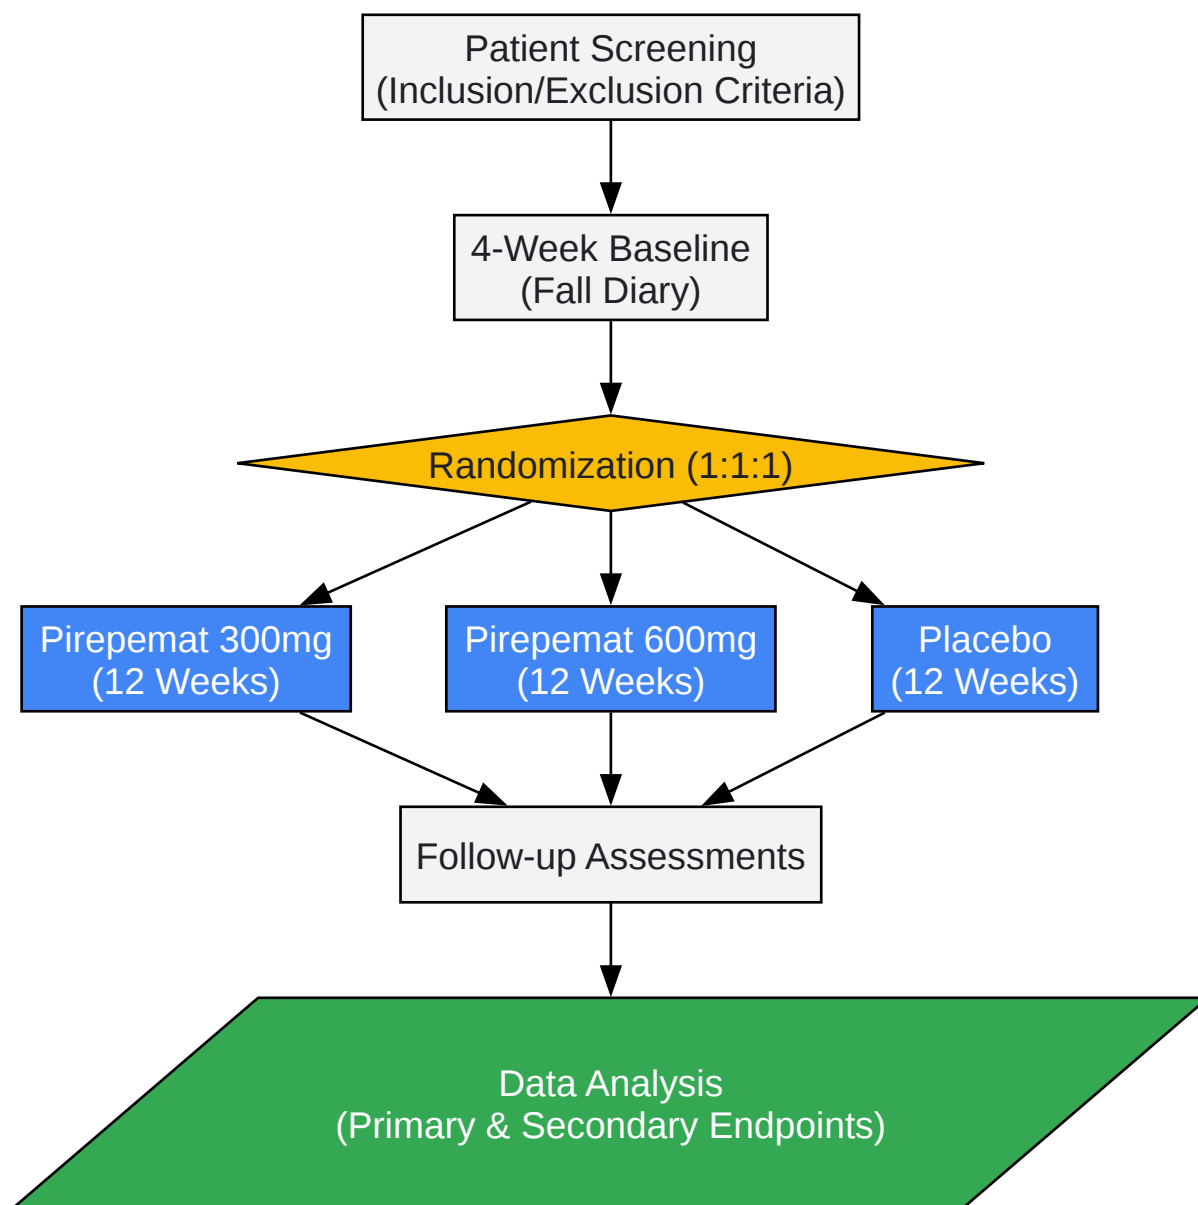 Patient Screening
(Inclusion/Exclusion Criteria)
4-Week Baseline
(Fall Diary)
Randomization (1:1:1)
Pirepemat 300mg
(12 Weeks)
Pirepemat 600mg
(12 Weeks)
Placebo
(12 Weeks)
Follow-up Assessments
Data Analysis
(Primary & Secondary Endpoints)